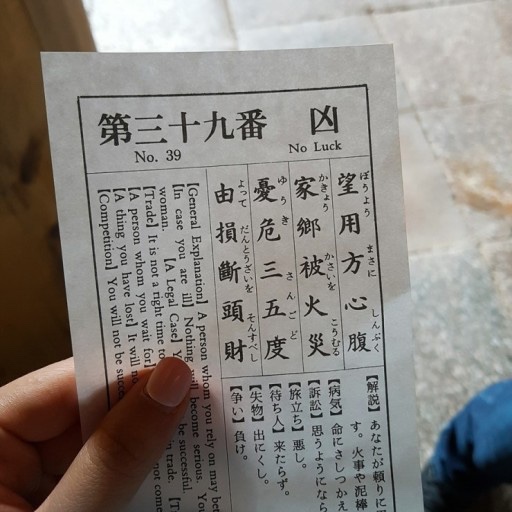 第三十九番 凶
No. 39 No Luck
望用方心腹
ぼうよう まさに しんぷく
家郷被火災
かきょう かさいを こうむる
憂危三五度
ゆうき さんごど
由損斷頭財
よって だんとうざいを そんすべし
【解説】あなたが頼りに
す。火事や泥棒
【病気】命にさしつかえ
【訴訟】思うようになら
【旅立ち】悪し。
【待ち人】来たらず。
【失物】出にくし。
【争い】負け。
[General Explanation] A person whom you rely on may
[In case you are ill] Nothing will become serious.
woman. [A Legal Case]
[Trade] It is not a right time to
[A person whom you wait for]
[A thing you have lost] It will
[Competition] You will not be